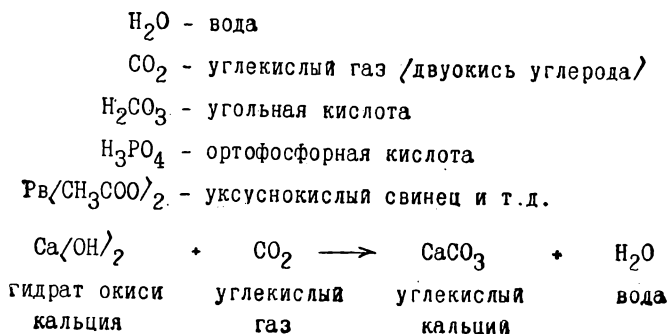 H₂O - вода
CO₂ - углекислый газ /двуокись углерода/
H₂CO₃ - угольная кислота
H₃PO₄ - ортофосфорная кислота
Рв/CH₃COO/₂ - уксуснокислый свинец и т.д.
Ca/OH/₂ + CO₂ ⟶ CaCO₃ + H₂O
гидрат окиси углекислый углекислый вода
кальция газ кальций